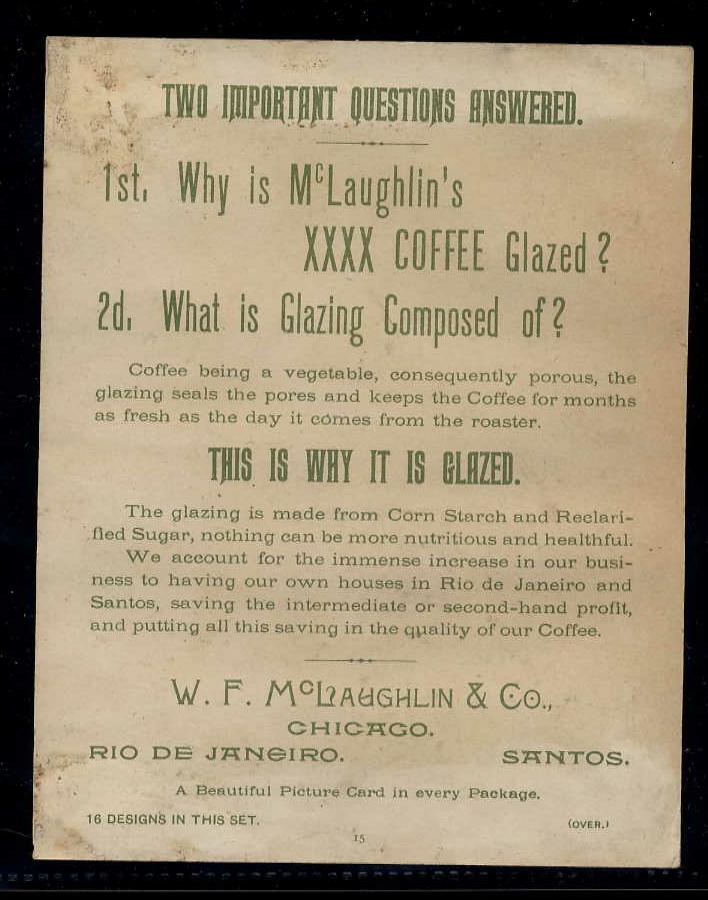 TWO IMPORTANT QUESTIONS ANSWERED.
1st. Why is McLaughlin's
XXXX COFFEE Glazed?
2d. What is Glazing Composed of?
Coffee being a vegetable, consequently porous, the
glazing seals the pores and keeps the Coffee for months
as fresh as the day it comes from the roaster.
THIS IS WHY IT IS GLAZED.
The glazing is made from Corn Starch and Reclari-
fied Sugar, nothing can be more nutritious and healthful.
We account for the immense increase in our busi-
ness to having our own houses in Rio de Janeiro and
Santos, saving the intermediate or second-hand profit,
and putting all this saving in the quality of our Coffee.
W. F. McLAUGHLIN & CO.,
CHICAGO.
RIO DE JANEIRO. SANTOS.
A Beautiful Picture Card in every Package.
16 DESIGNS IN THIS SET. (OVER.)
15